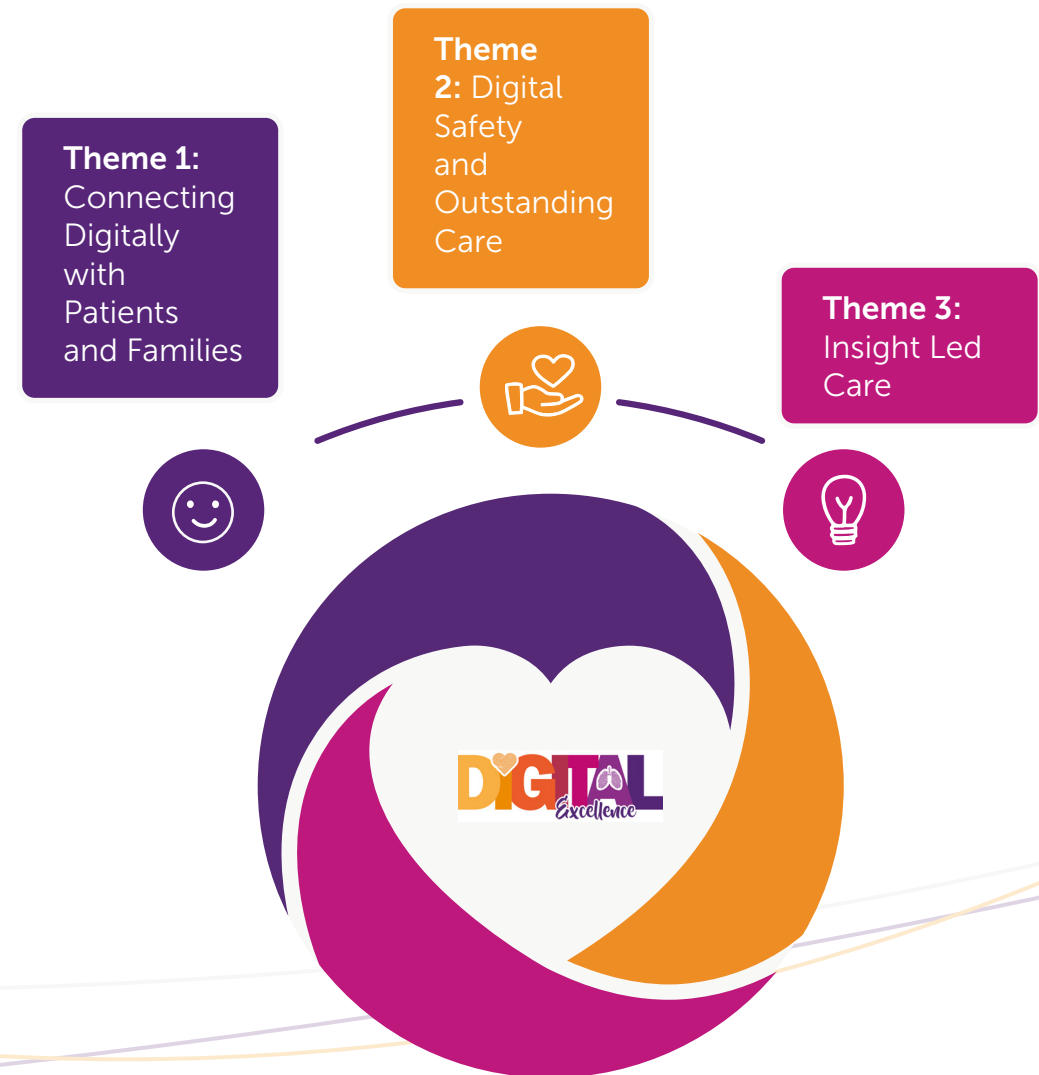 Theme 1:
Connecting
Digitally
with
Patients
and Families
Theme
2: Digital
Safety
and
Outstanding
Care
Theme 3:
Insight Led
Care
DIGITAL
Excellence